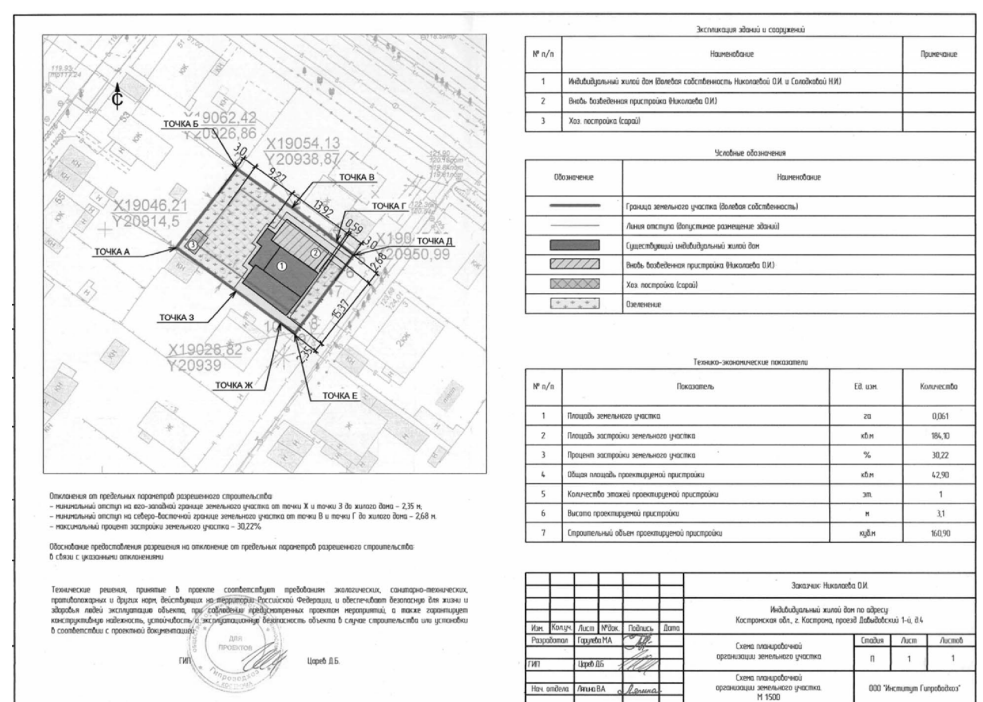 ТОЧКА Б
X19062,42
Y20926,86
X19054,13
Y20938,87
3,0
9,27
ТОЧКА В
13,92
ТОЧКА Г
0,59
3,0
X190
ТОЧКА Д
Y20950,99
2,68
X19046,21
Y20914,5
ТОЧКА А
3
2
1
15,37
ТОЧКА З
X19028,82
Y20939
2,35
ТОЧКА Ж
ТОЧКА Е
Отклонения от предельных параметров разрешенного строительства:
- минимальный отступ на юго-западной границе земельного участка от точки Ж и точки З до жилого дома - 2,35 м,
- минимальный отступ на северо-восточной границе земельного участка от точки В и точки Г до жилого дома - 2,68 м.
- максимальный процент застройки земельного участка - 30,22%
Обоснование предоставления разрешения на отклонение от предельных параметров разрешенного строительства:
в связи с указанными отклонениями
Технические решения, принятые в проекте соответствует требованиям экологических, санитарно-технических,
противопожарных и других норм, действующих на территории Российской Федерации, и обеспечивает безопасную для жизни и
здоровья людей эксплуатацию объекта, при соблюдении предусмотренных проектом мероприятий, а также гарантирует
конструктивную надежность, устойчивость и эксплуатационную безопасность объекта в случае строительства или установки
в соответствии с проектной документацией.
ДЛЯ
ПРОЕКТОВ
ГИП
Царев Д.Б.
Экспликация зданий и сооружений
№ п/п Наименование Примечание
1 Индивидуальный жилой дом (долевая собственность Николаевой О.И. и Солодковой Н.И.)
2 Вновь возведенная пристройка (Николаева О.И.)
3 Хоз. постройка (сарай)
Условные обозначения
Обозначение Наименование
Граница земельного участка (долевая собственность)
Линия отступа (допустимое размещение зданий)
Существующий индивидуальный жилой дом
Вновь возведенная пристройка (Николаева О.И.)
Хоз. постройка (сарай)
Озеленение
Технико-экономические показатели
№ п/п Показатель Ед. изм. Количество
1 Площадь земельного участка га 0,061
2 Площадь застройки земельного участка кв.м 184,10
3 Процент застройки земельного участка % 30,22
4 Общая площадь проектируемой пристройки кв.м 42,90
5 Количество этажей проектируемой пристройки эт. 1
6 Высота проектируемой пристройки м 3,1
7 Строительный объем проектируемой пристройки куб.м 160,90
Заказчик: Николаева О.И.
Индивидуальный жилой дом по адресу
Костромская обл., г. Кострома, проезд Давыдовский 1-й, д.4
Изм. Кол.уч. Лист №док. Подпись Дата
Разработал
ГИП Царев Д.Б.
Нач. отдела Ляпина В.А.
Схема планировочной
организации земельного участка
Стадия Лист Листов
П 1 1
Схема планировочной
организации земельного участка.
М 1:500
ООО "Институт Гипроводхоз"